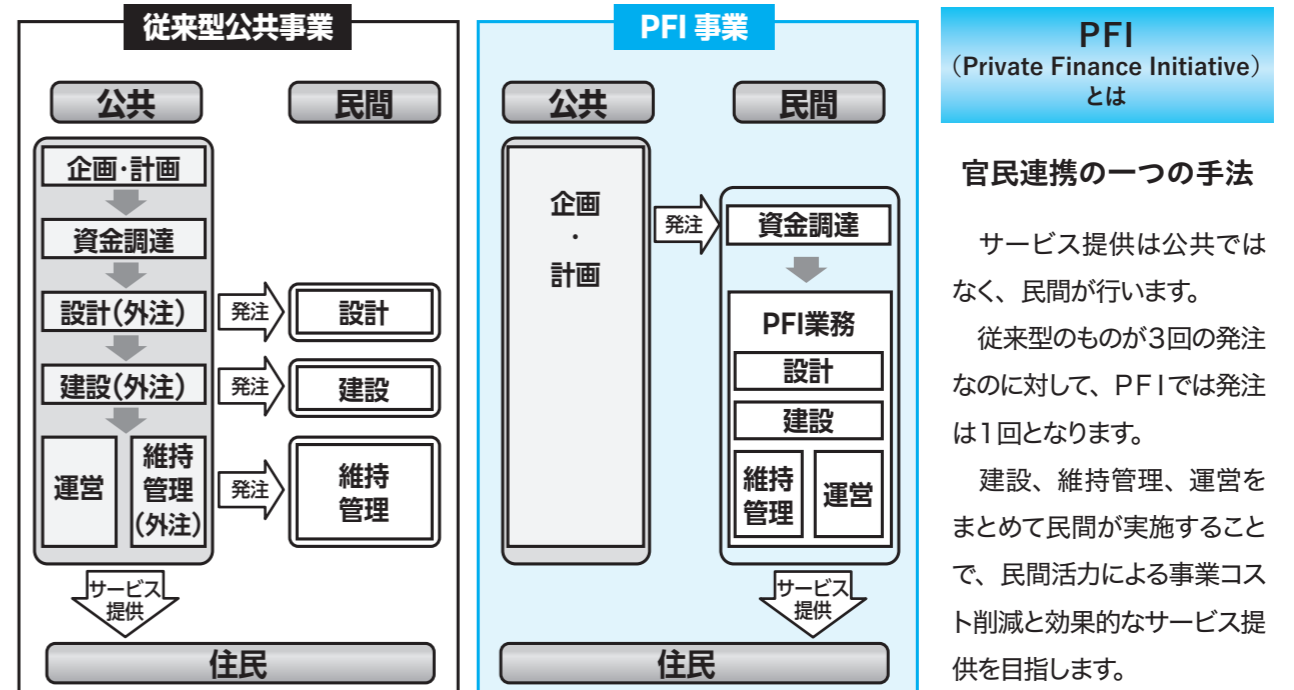 従来型公共事業
公共
民間
企画・計画
資金調達
設計(外注)
発注
設計
建設(外注)
発注
建設
運営
維持
管理
(外注)
発注
維持
管理
サービス
提供
住民
PFI 事業
公共
民間
企画
・
計画
発注
資金調達
PFI業務
設計
建設
維持
管理
運営
サービス
提供
住民
PFI
（Private Finance Initiative）
とは
官民連携の一つの手法
　サービス提供は公共では
なく、民間が行います。
　従来型のものが3回の発注
なのに対して、PFIでは発注
は1回となります。
　建設、維持管理、運営を
まとめて民間が実施すること
で、民間活力による事業コス
ト削減と効果的なサービス提
供を目指します。